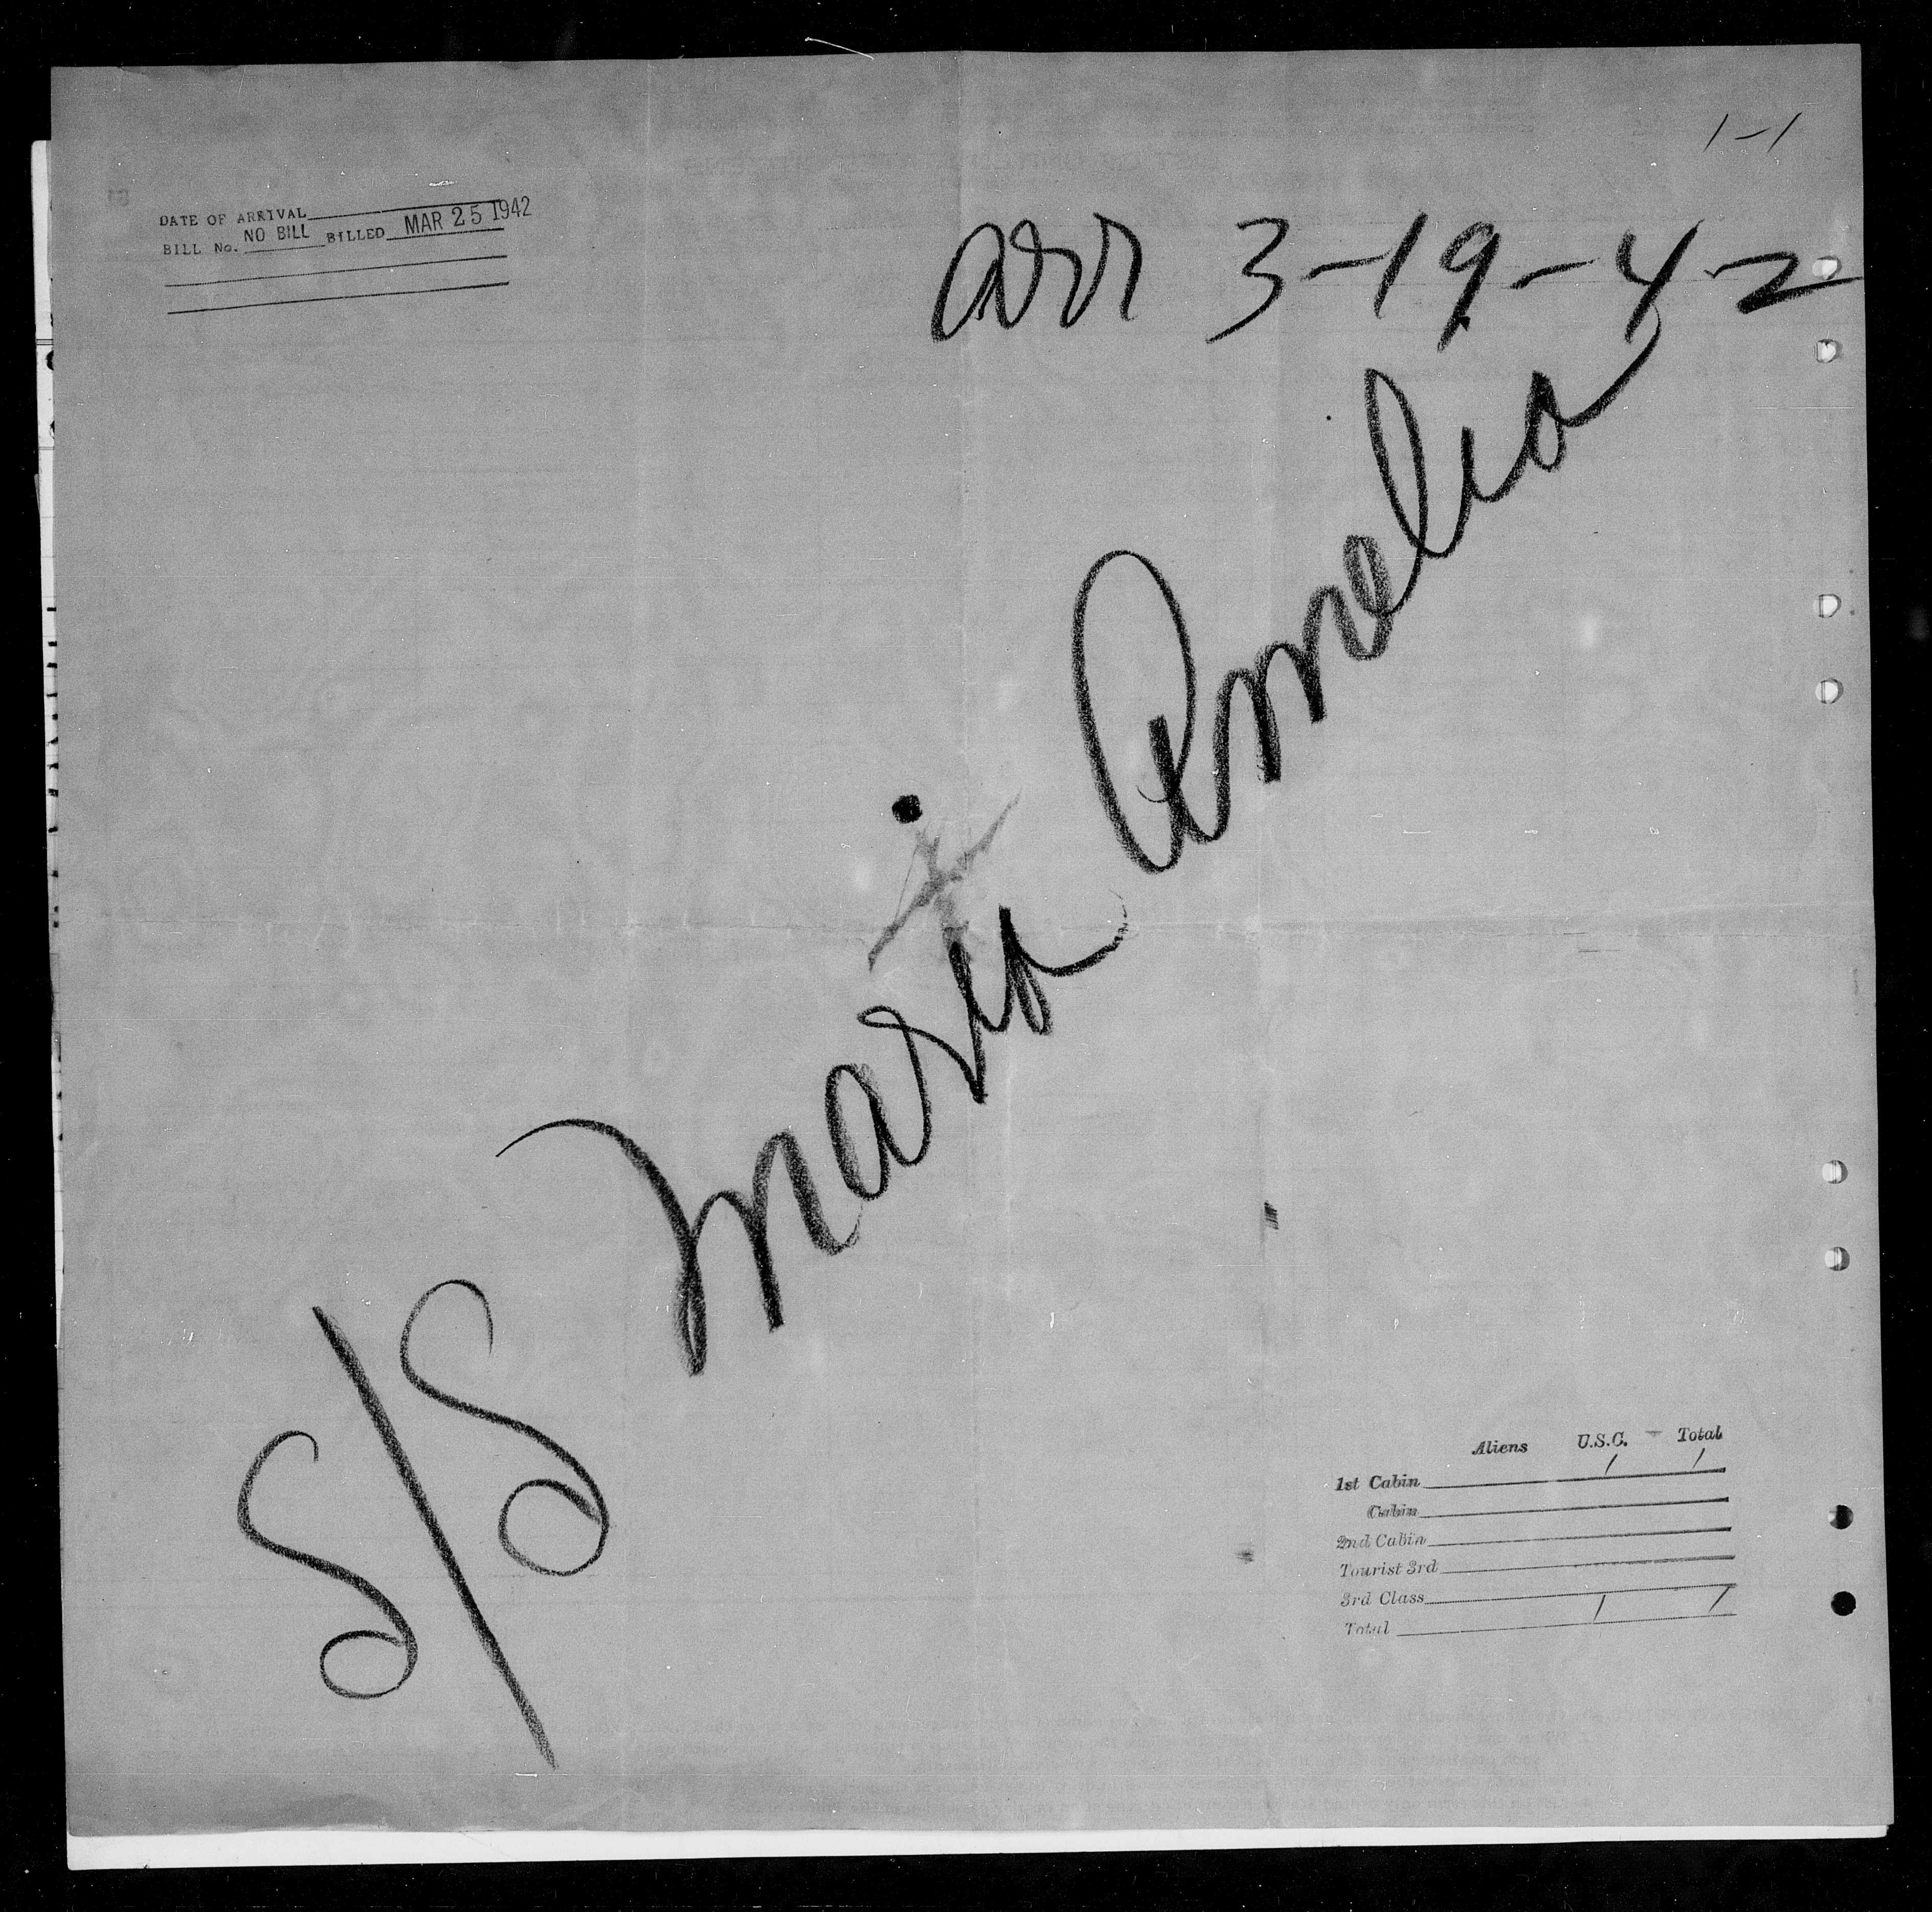 1-1
DATE OF ARRIVAL
BILL No. NO BILL BILLED MAR 25 1942
arr 3-19-42
S/S Maria Amelia
Aliens U.S.C. Total
1st Cabin / /
Cabin
2nd Cabin
Tourist 3rd
3rd Class
Total / /